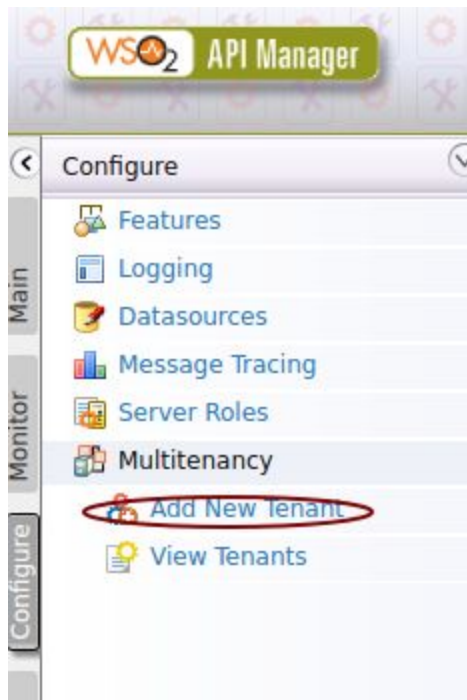 WSO2 API Manager
Configure
Features
Logging
Datasources
Message Tracing
Server Roles
Multitenancy
Add New Tenant
View Tenants
Main
Monitor
Configure